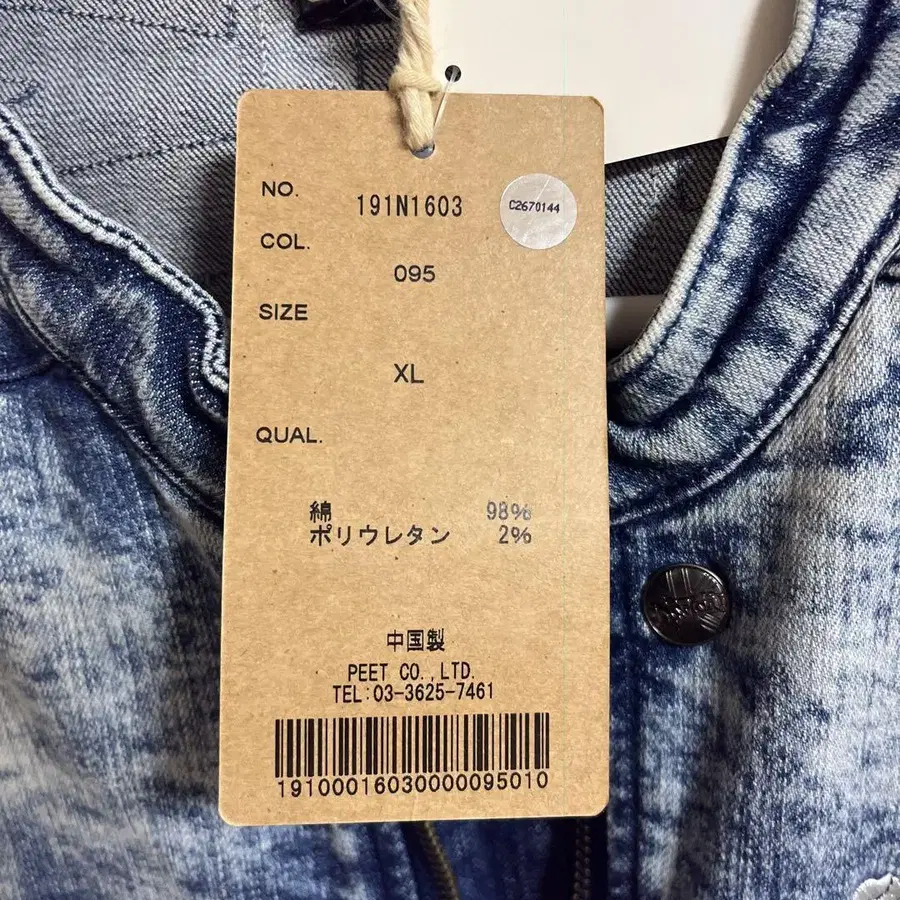 NO.
191N1603
C2670144
COL.
095
SIZE
XL
QUAL.
綿 98%
ポリウレタン 2%
中国製
PEET CO.,LTD.
TEL:03-3625-7461
19100016030000095010